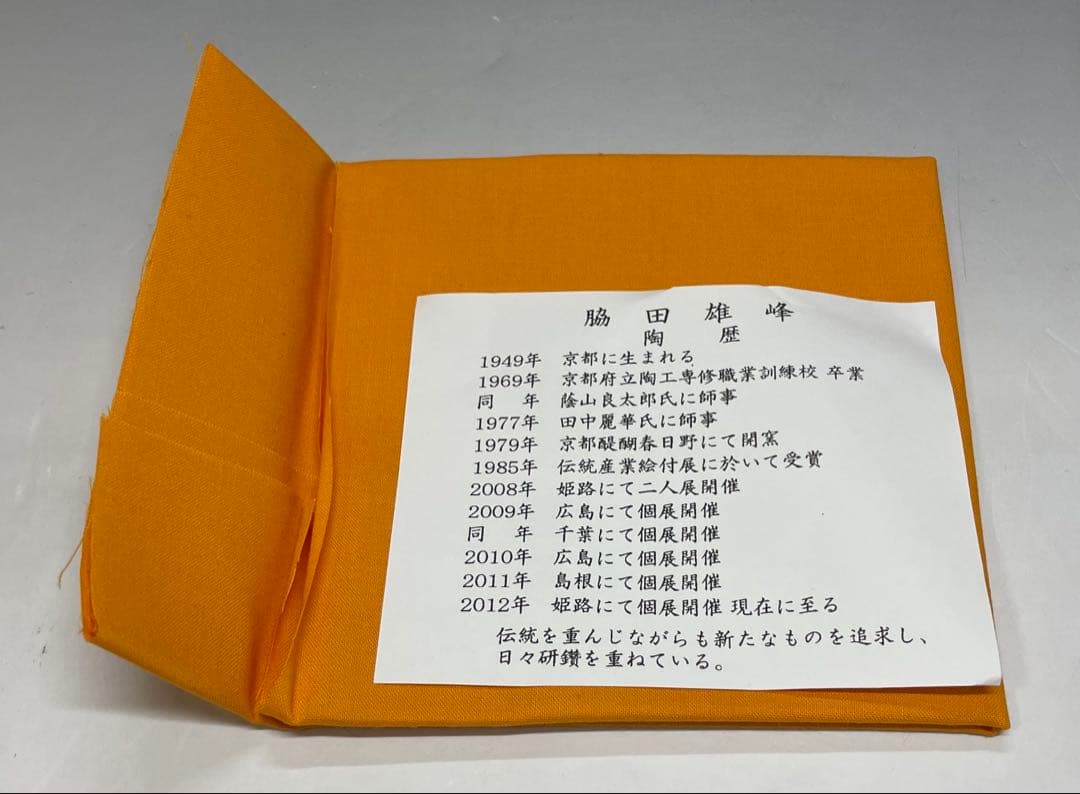 脇田雄峰
陶歴
1949年 京都に生まれる
1969年 京都府立陶工専修職業訓練校 卒業
同年 蔭山良太郎氏に師事
1977年 田中麗華氏に師事
1979年 京都醍醐春日野にて開窯
1985年 伝統産業絵付展に於いて受賞
2008年 姫路にて二人展開催
2009年 広島にて個展開催
同年 千葉にて個展開催
2010年 広島にて個展開催
2011年 島根にて個展開催
2012年 姫路にて個展開催 現在に至る
伝統を重んじながらも新たなものを追求し、
日々研鑽を重ねている。